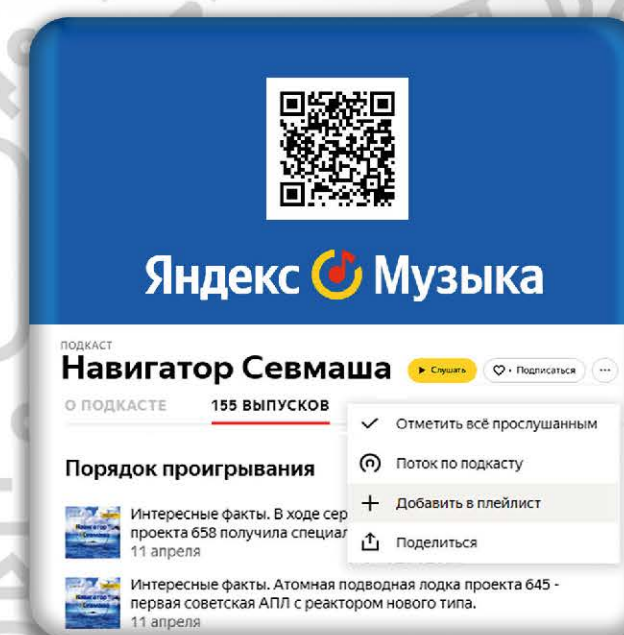 Яндекс Музыка
ПОДКАСТ
Навигатор Севмаша
Слушать
Подписаться
О ПОДКАСТЕ
155 ВЫПУСКОВ
Отметить всё прослушанным
Поток по подкасту
Добавить в плейлист
Поделиться
Порядок проигрывания
Интересные факты. В ходе сер
проекта 658 получила специал
11 апреля
Интересные факты. Атомная подводная лодка проекта 645 -
первая советская АПЛ с реактором нового типа.
11 апреля